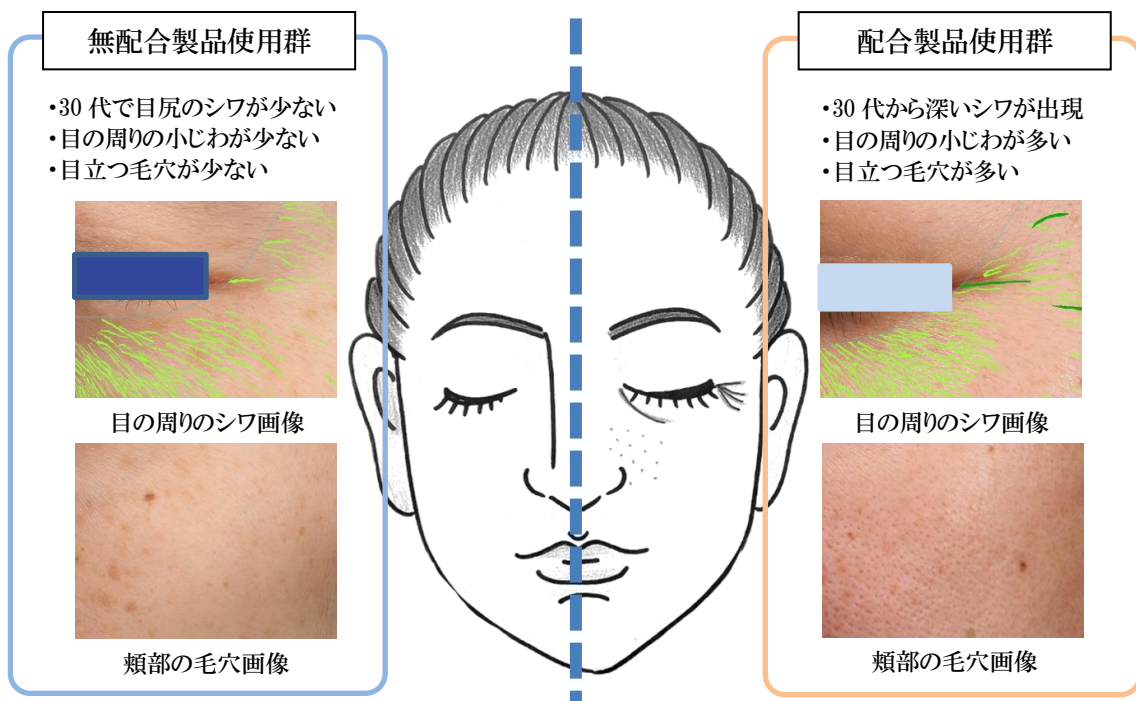 無配合製品使用群
・30 代で目尻のシワが少ない
・目の周りの小じわが少ない
・目立つ毛穴が少ない
目の周りのシワ画像
頬部の毛穴画像
配合製品使用群
・30 代から深いシワが出現
・目の周りの小じわが多い
・目立つ毛穴が多い
目の周りのシワ画像
頬部の毛穴画像